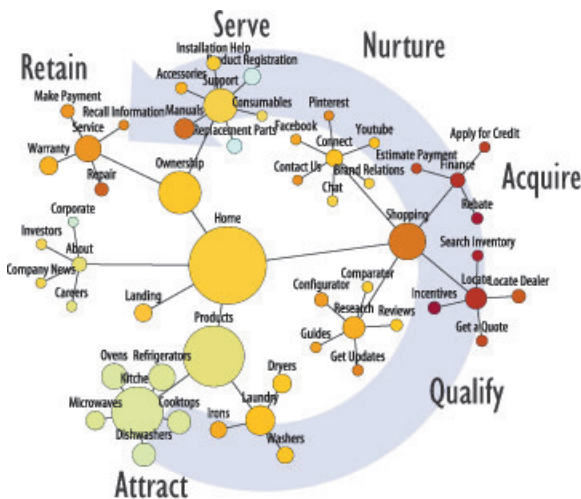 Serve
Nurture
Installation Help
Product Registration
Retain
Accessories
Support
Make Payment
Recall Information
Manuals
Consumables
Pinterest
Service
Replacement Parts
Facebook
Youtube
Connect
Apply for Credit
Warranty
Estimate Payment
Finance
Contact Us
Brand Relations
Repair
Ownership
Chat
Acquire
Rebate
Corporate
Home
Shopping
Investors
About
Search Inventory
Company News
Comparator
Configurator
Locate
Locate Dealer
Careers
Landing
Incentives
Research
Reviews
Products
Guides
Get a Quote
Get Updates
Ovens
Refrigerators
Dryers
Kitche
Qualify
Laundry
Microwaves
Cooktops
Irons
Dishwashers
Washers
Attract